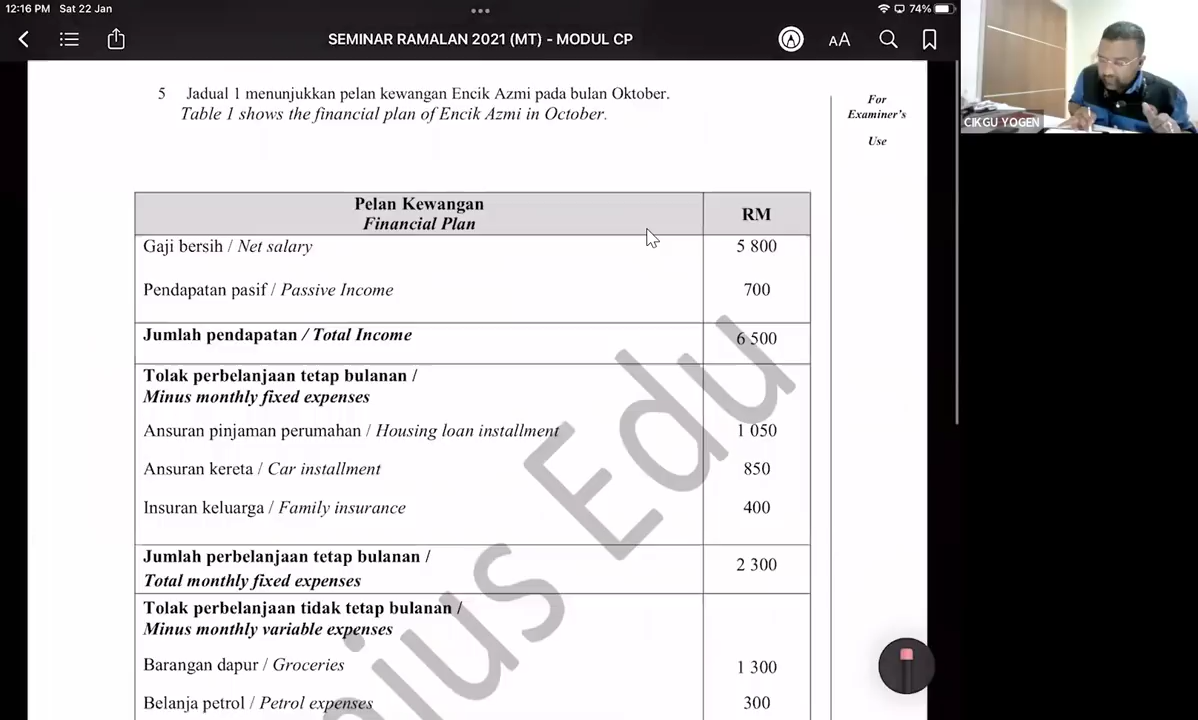 12:16 PM Sat 22 Jan
74%
SEMINAR RAMALAN 2021 (MT) - MODUL CP
AA
CIKGU YOGEN
5 Jadual 1 menunjukkan pelan kewangan Encik Azmi pada bulan Oktober.
Table 1 shows the financial plan of Encik Azmi in October.
For
Examiner's
Use
Pelan Kewangan
Financial Plan
RM
Gaji bersih / Net salary 5 800
Pendapatan pasif / Passive Income 700
Jumlah pendapatan / Total Income 6 500
Tolak perbelanjaan tetap bulanan /
Minus monthly fixed expenses
Ansuran pinjaman perumahan / Housing loan installment 1 050
Ansuran kereta / Car installment 850
Insuran keluarga / Family insurance 400
Jumlah perbelanjaan tetap bulanan /
Total monthly fixed expenses 2 300
Tolak perbelanjaan tidak tetap bulanan /
Minus monthly variable expenses
Barangan dapur / Groceries 1 300
Belanja petrol / Petrol expenses 300
ius Edu